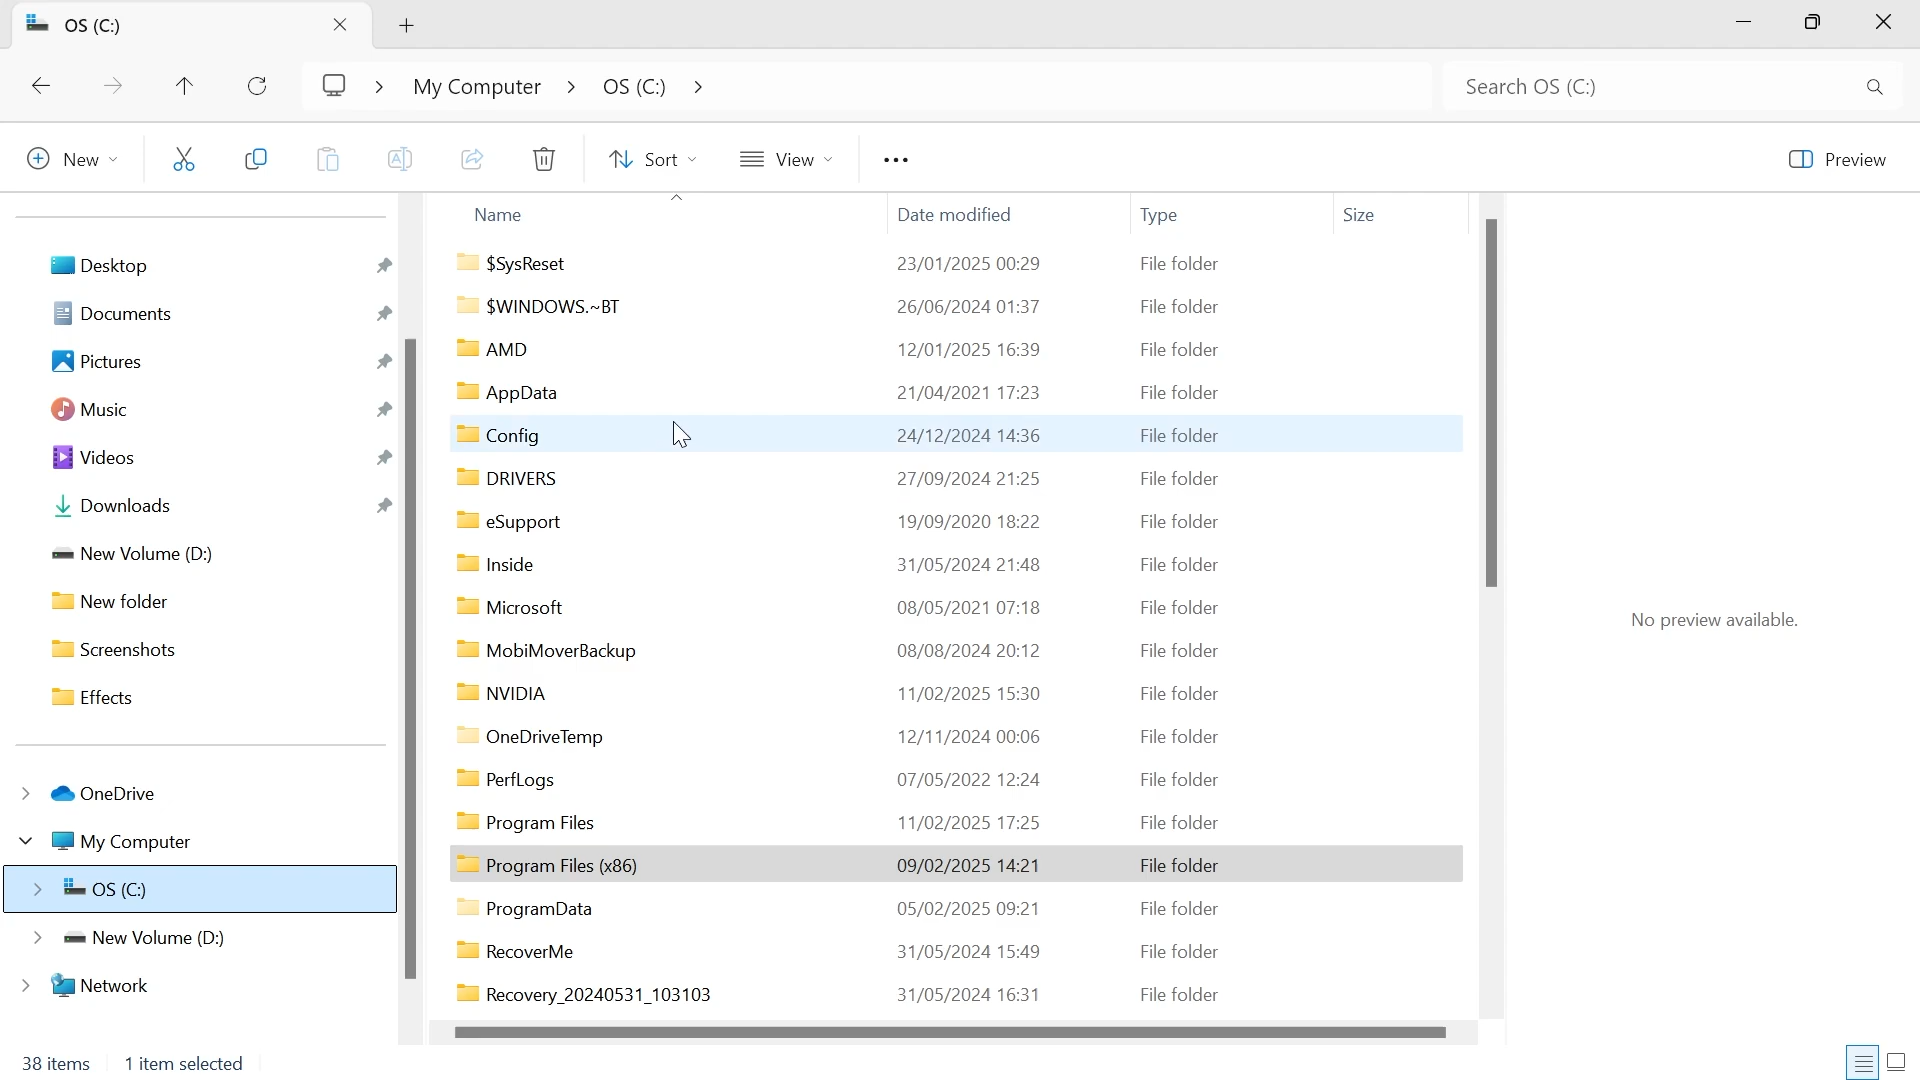 OS (C:)
My Computer OS (C:) Search OS (C:)
New Sort View Preview
Name Date modified Type Size
Desktop
Documents
Pictures
Music
Videos
Downloads
New Volume (D:)
New folder
Screenshots
Effects
OneDrive
My Computer
OS (C:)
New Volume (D:)
Network
$SysReset 23/01/2025 00:29 File folder
$WINDOWS.~BT 26/06/2024 01:37 File folder
AMD 12/01/2025 16:39 File folder
AppData 21/04/2021 17:23 File folder
Config 24/12/2024 14:36 File folder
DRIVERS 27/09/2024 21:25 File folder
eSupport 19/09/2020 18:22 File folder
Inside 31/05/2024 21:48 File folder
Microsoft 08/05/2021 07:18 File folder
MobiMoverBackup 08/08/2024 20:12 File folder
NVIDIA 11/02/2025 15:30 File folder
OneDriveTemp 12/11/2024 00:06 File folder
PerfLogs 07/05/2022 12:24 File folder
Program Files 11/02/2025 17:25 File folder
Program Files (x86) 09/02/2025 14:21 File folder
ProgramData 05/02/2025 09:21 File folder
RecoverMe 31/05/2024 15:49 File folder
Recovery_20240531_103103 31/05/2024 16:31 File folder
No preview available.
38 items 1 item selected